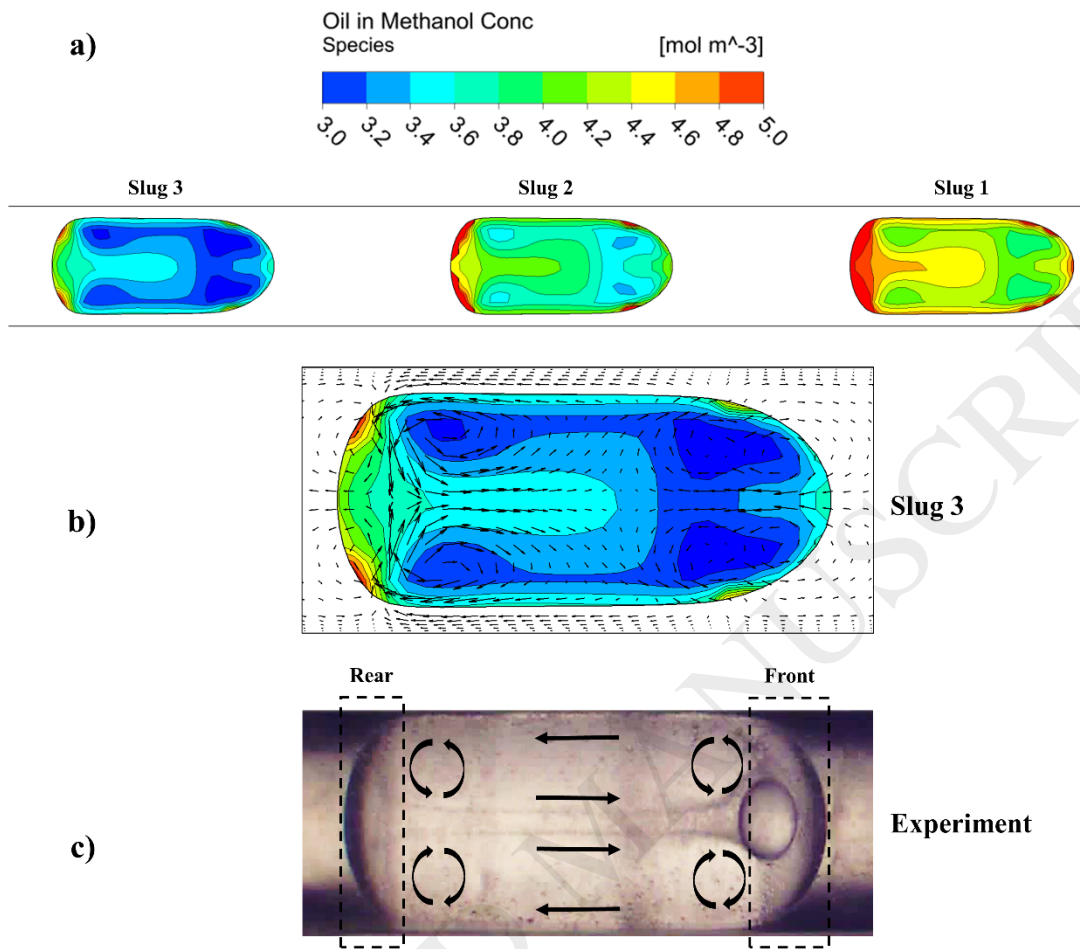 a)
Oil in Methanol Conc
Species [mol m^-3]
3.0 3.2 3.4 3.6 3.8 4.0 4.2 4.4 4.6 4.8 5.0
Slug 3 Slug 2 Slug 1
b)
Slug 3
Rear Front
c)
Experiment
MANUSCRI